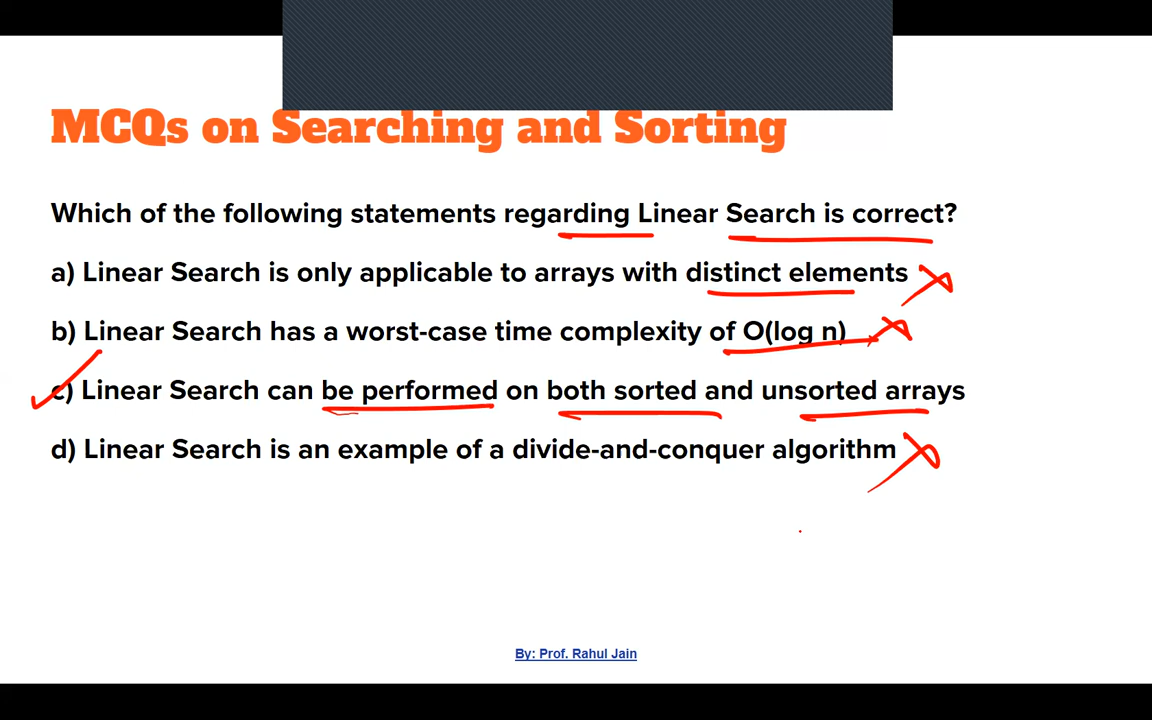 MCQs on Searching and Sorting
Which of the following statements regarding Linear Search is correct?
a) Linear Search is only applicable to arrays with distinct elements
b) Linear Search has a worst-case time complexity of O(log n)
c) Linear Search can be performed on both sorted and unsorted arrays
d) Linear Search is an example of a divide-and-conquer algorithm
By: Prof. Rahul Jain